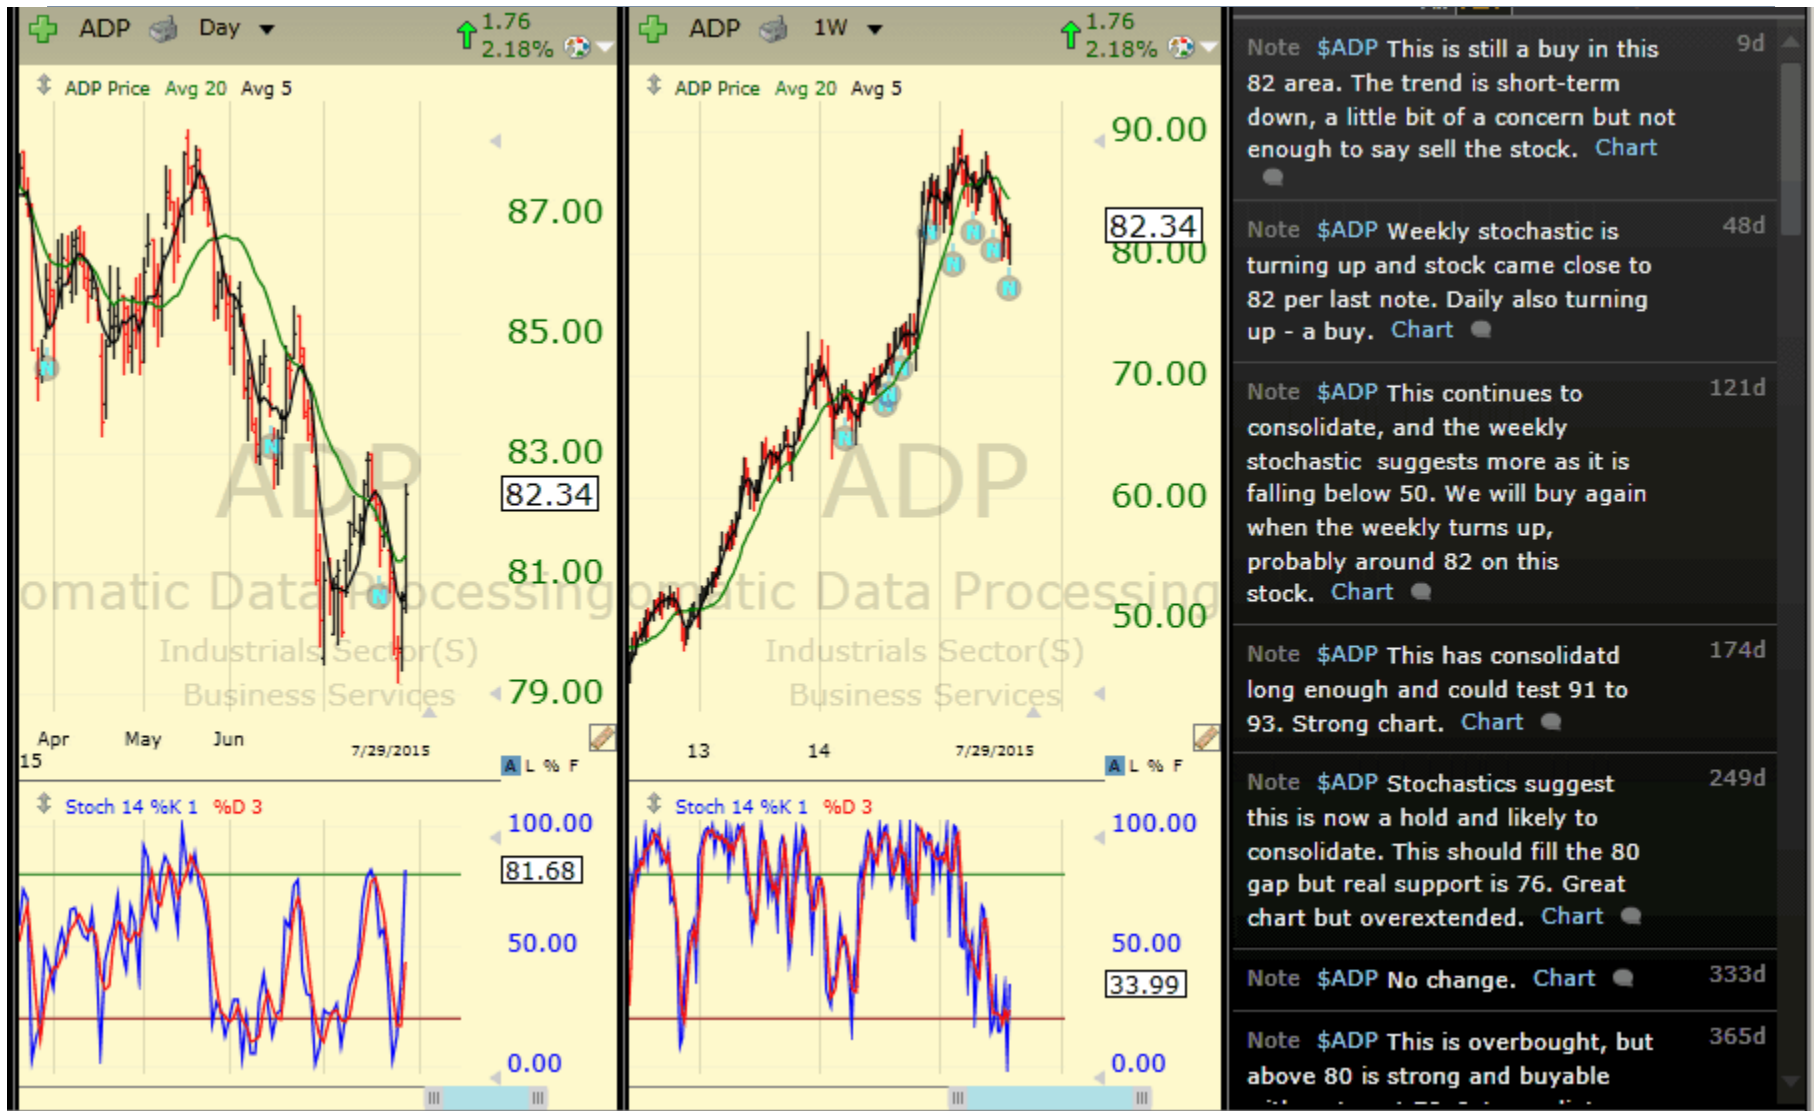 ADP Day
1.76
2.18%
ADP Price Avg 20 Avg 5
87.00
85.00
83.00
82.34
81.00
79.00
ADP
omatic Data Processing
Industrials Sector(S)
Business Services
N
N
N
Apr May Jun 7/29/2015
15
A L % F
Stoch 14 %K 1 %D 3
100.00
81.68
50.00
0.00
ADP 1W
1.76
2.18%
ADP Price Avg 20 Avg 5
90.00
82.34
80.00
70.00
60.00
50.00
ADP
omatic Data Processing
Industrials Sector(S)
Business Services
N
N
N
N
N
N
N
N
N
13 14 7/29/2015
A L % F
Stoch 14 %K 1 %D 3
100.00
50.00
33.99
0.00
Note $ADP This is still a buy in this 9d
82 area. The trend is short-term
down, a little bit of a concern but not
enough to say sell the stock. Chart
Note $ADP Weekly stochastic is 48d
turning up and stock came close to
82 per last note. Daily also turning
up - a buy. Chart
Note $ADP This continues to 121d
consolidate, and the weekly
stochastic suggests more as it is
falling below 50. We will buy again
when the weekly turns up,
probably around 82 on this
stock. Chart
Note $ADP This has consolidatd 174d
long enough and could test 91 to
93. Strong chart. Chart
Note $ADP Stochastics suggest 249d
this is now a hold and likely to
consolidate. This should fill the 80
gap but real support is 76. Great
chart but overextended. Chart
Note $ADP No change. Chart 333d
Note $ADP This is overbought, but 365d
above 80 is strong and buyable